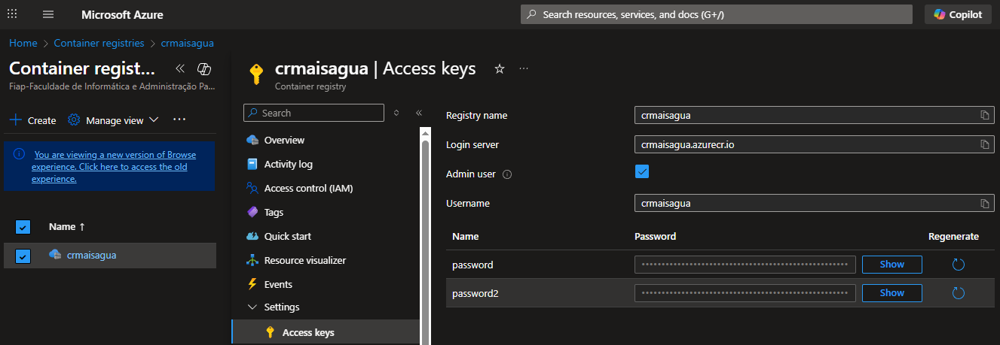 Microsoft Azure
Search resources, services, and docs (G+/)
Copilot
Home > Container registries > crmaisagua
Container regist...
Fiap-Faculdade de Informática e Administração Pa...
+ Create
Manage view
...
You are viewing a new version of Browse
experience. Click here to access the old
experience.
Name ↑
crmaisagua
crmaisagua | Access keys
...
Container registry
Search
Overview
Activity log
Access control (IAM)
Tags
Quick start
Resource visualizer
Events
Settings
Access keys
Registry name
crmaisagua
Login server
crmaisagua.azurecr.io
Admin user
Username
crmaisagua
Name Password Regenerate
password Show
password2 Show